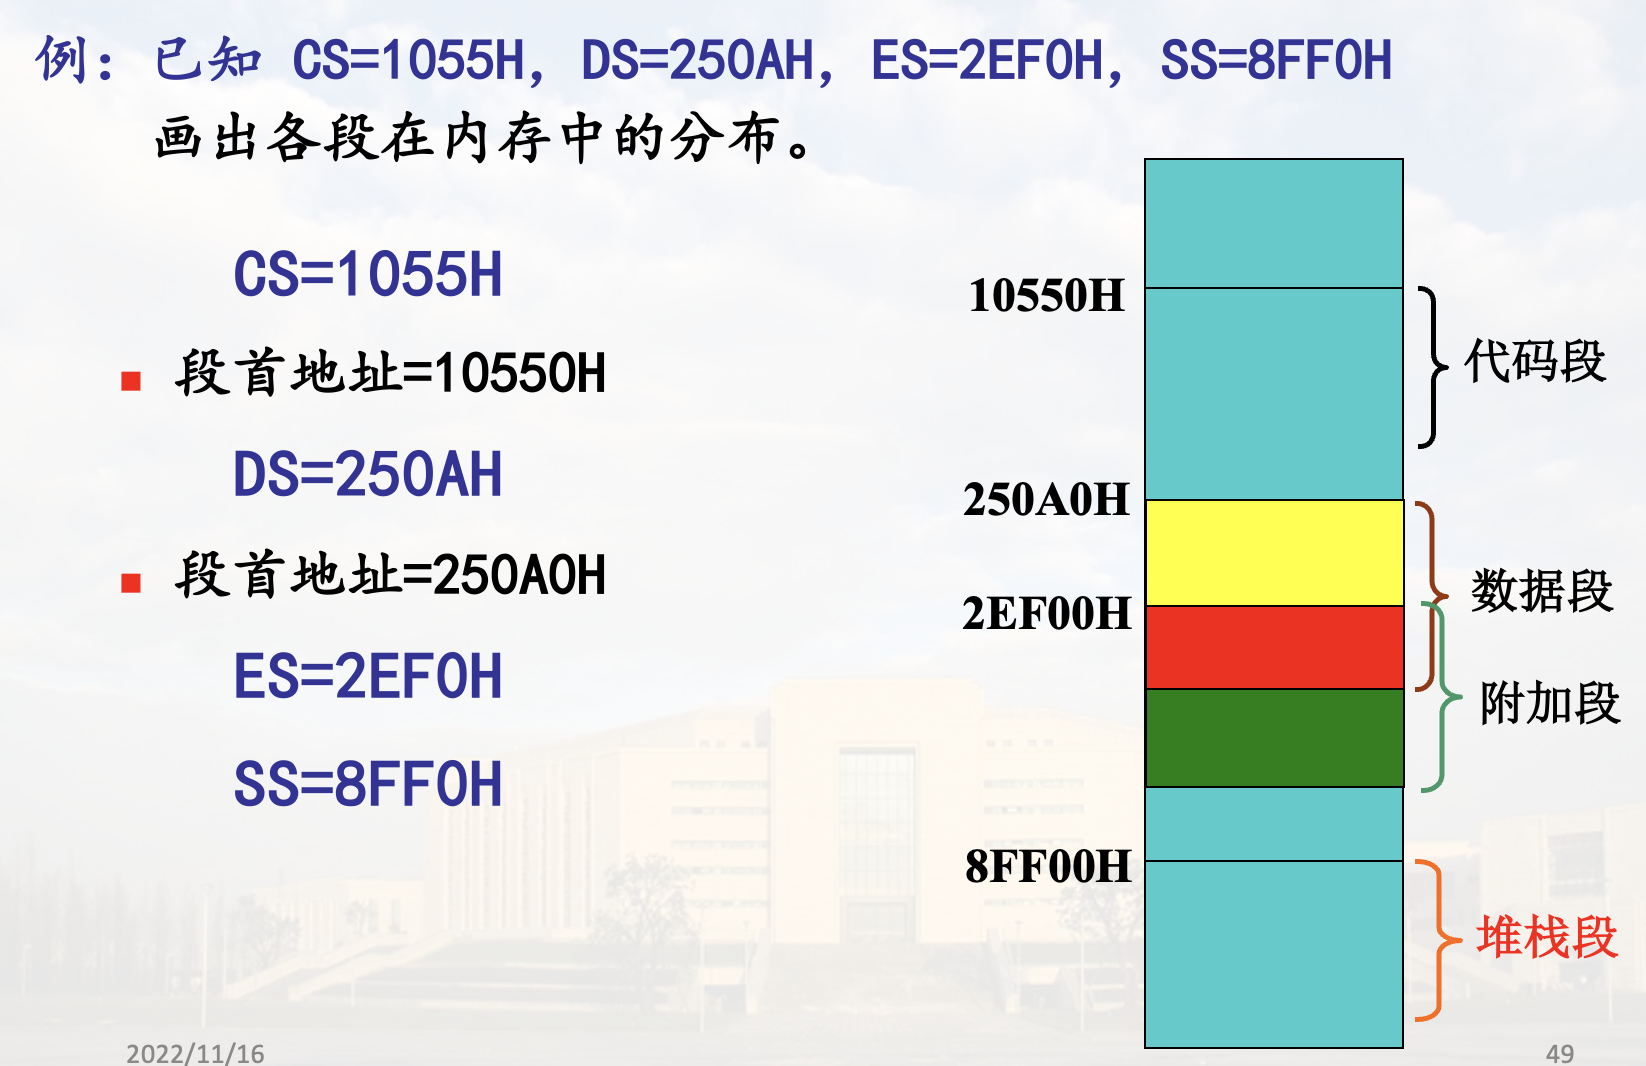 例：已知 CS=1055H，DS=250AH，ES=2EF0H，SS=8FF0H
画出各段在内存中的分布。
CS=1055H
段首地址=10550H
DS=250AH
段首地址=250A0H
ES=2EF0H
SS=8FF0H
10550H
代码段
250A0H
数据段
2EF00H
附加段
8FF00H
堆栈段
2022/11/16
49